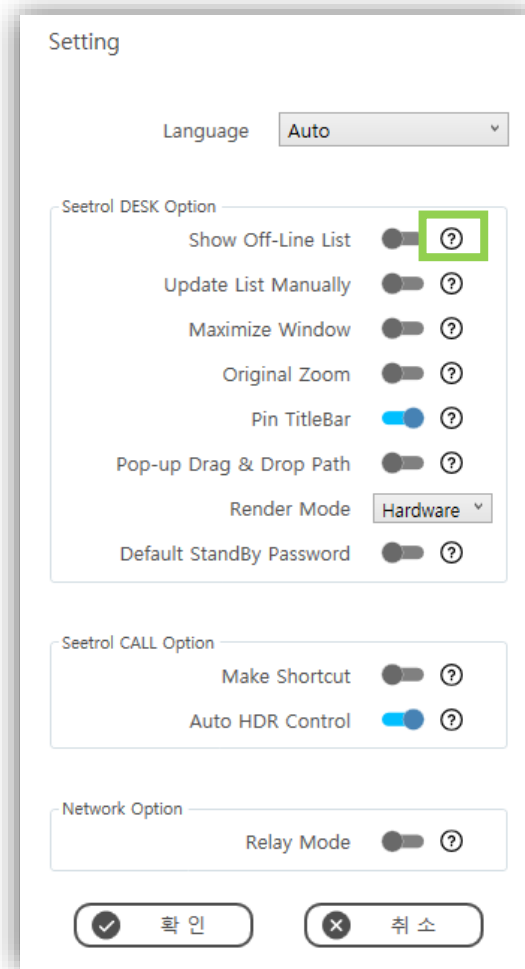 Setting
Language Auto
Seetrol DESK Option
Show Off-Line List ?
Update List Manually ?
Maximize Window ?
Original Zoom ?
Pin TitleBar ?
Pop-up Drag & Drop Path ?
Render Mode Hardware
Default StandBy Password ?
Seetrol CALL Option
Make Shortcut ?
Auto HDR Control ?
Network Option
Relay Mode ?
확 인 취 소